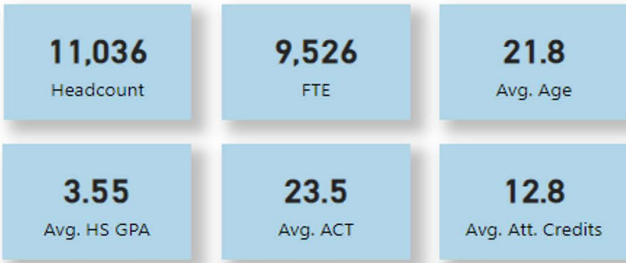 11,036
Headcount
9,526
FTE
21.8
Avg. Age
3.55
Avg. HS GPA
23.5
Avg. ACT
12.8
Avg. Att. Credits